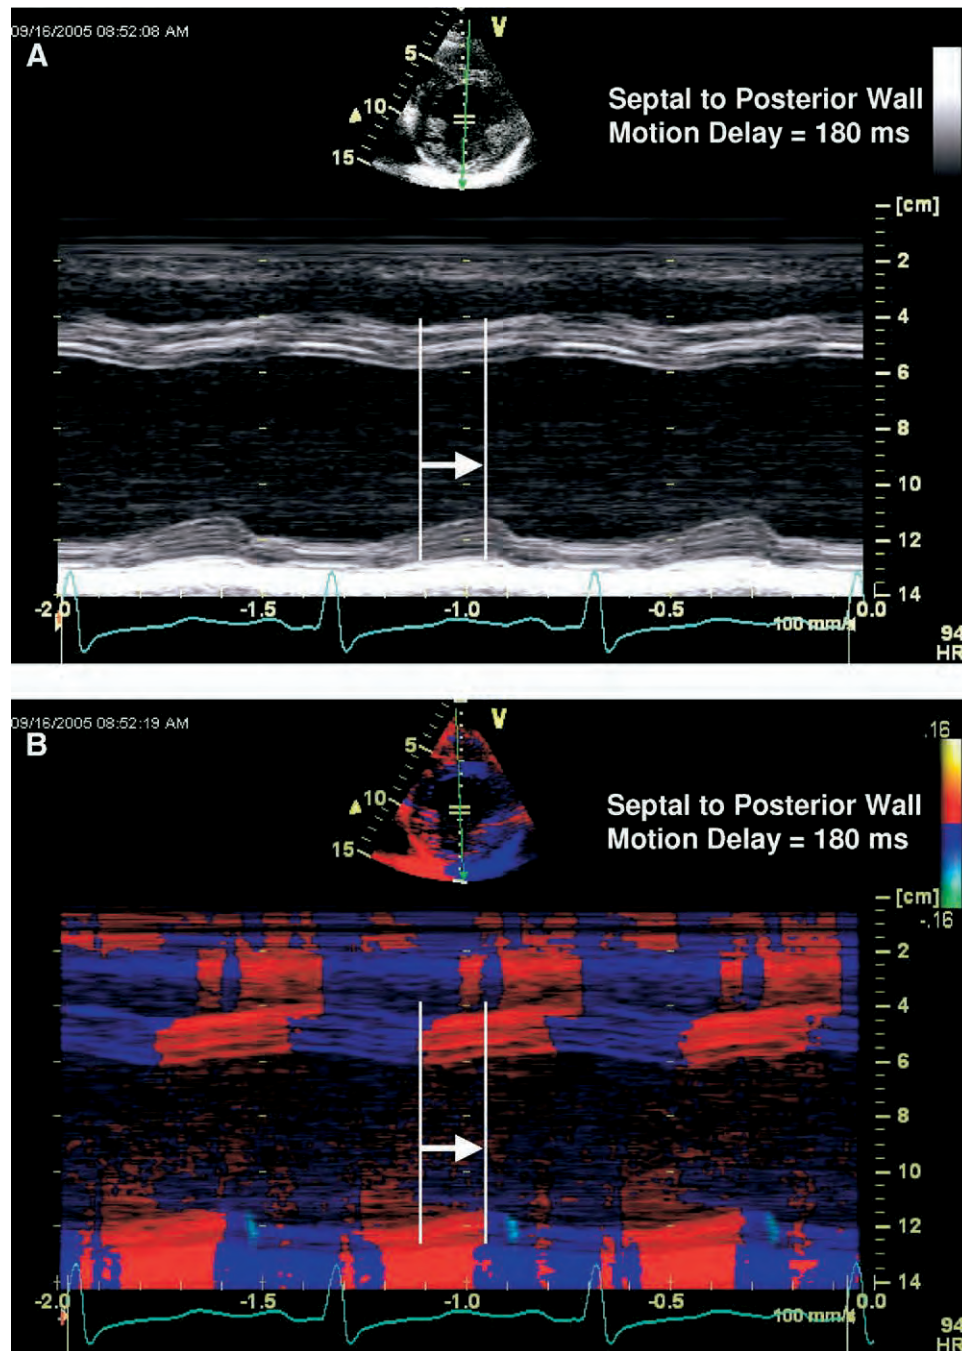 09/16/2005 08:52:08 AM
A
V
5
10
15
Septal to Posterior Wall
Motion Delay = 180 ms
[cm]
2
4
6
8
10
12
14
-2.0 -1.5 -1.0 -0.5 0.0
100 mm/s
94
HR
09/16/2005 08:52:19 AM
B
V
5
10
15
Septal to Posterior Wall
Motion Delay = 180 ms
.16
-.16
[cm]
2
4
6
8
10
12
14
-2.0 -1.5 -1.0 -0.5 0.0
100 mm/s
94
HR